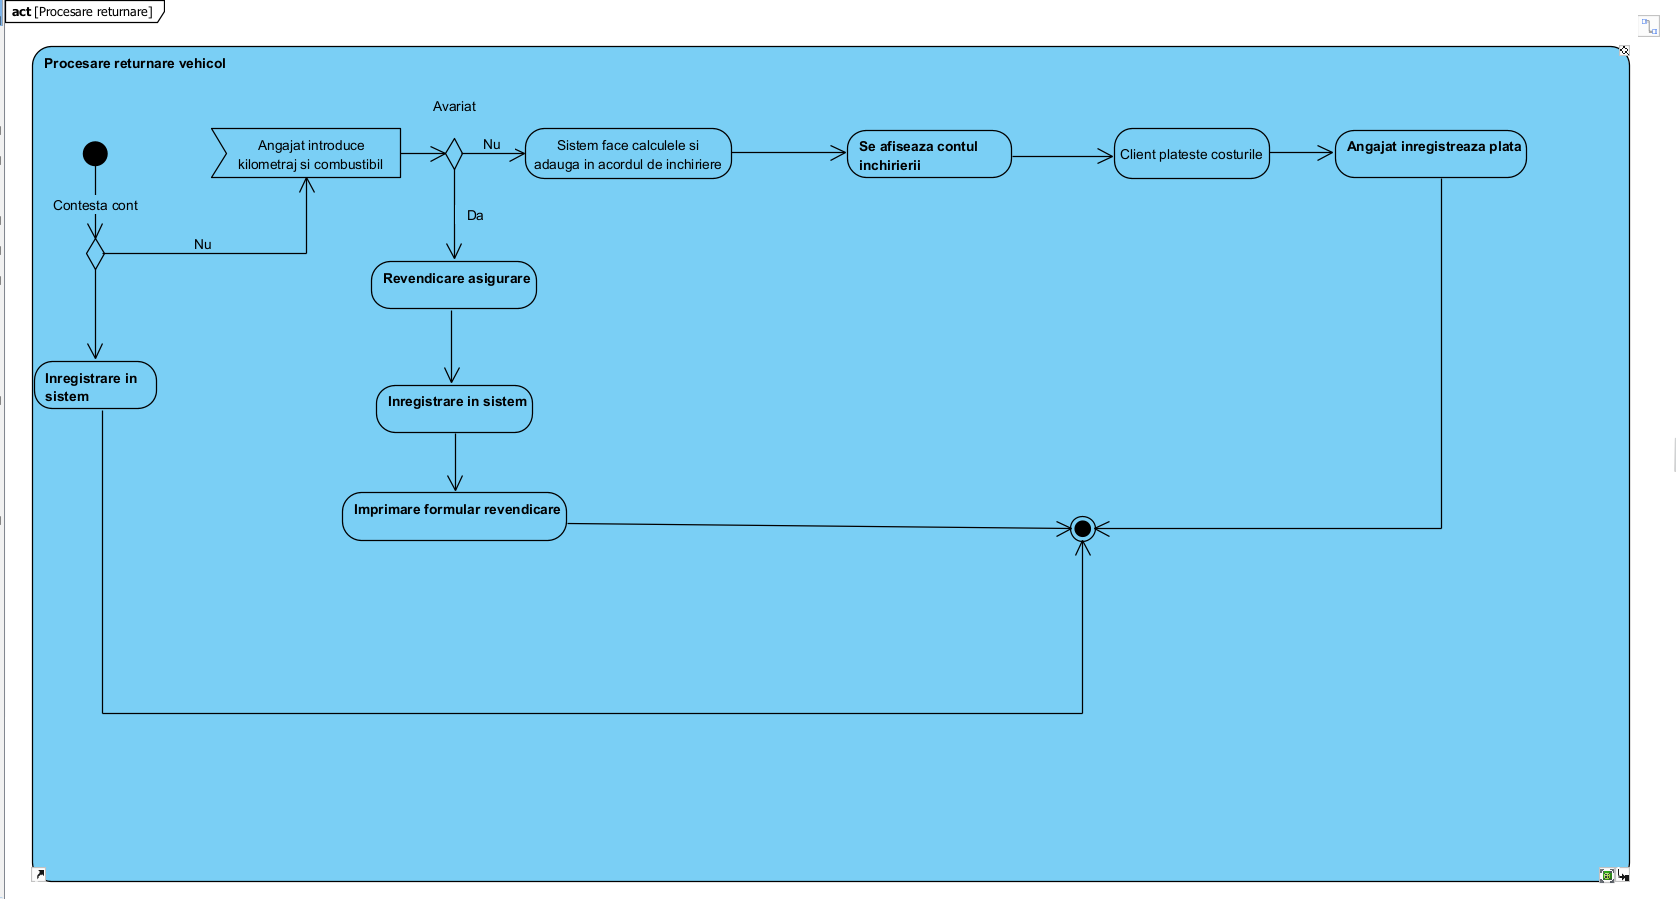 act [Procesare returnare]
Procesare returnare vehicol
Avariat
Angajat introduce
kilometraj si combustibil
Nu
Sistem face calculele si
adauga in acordul de inchiriere
Se afiseaza contul
inchirierii
Client plateste costurile
Angajat inregistreaza plata
Contesta cont
Da
Nu
Revendicare asigurare
Inregistrare in
sistem
Inregistrare in sistem
Imprimare formular revendicare